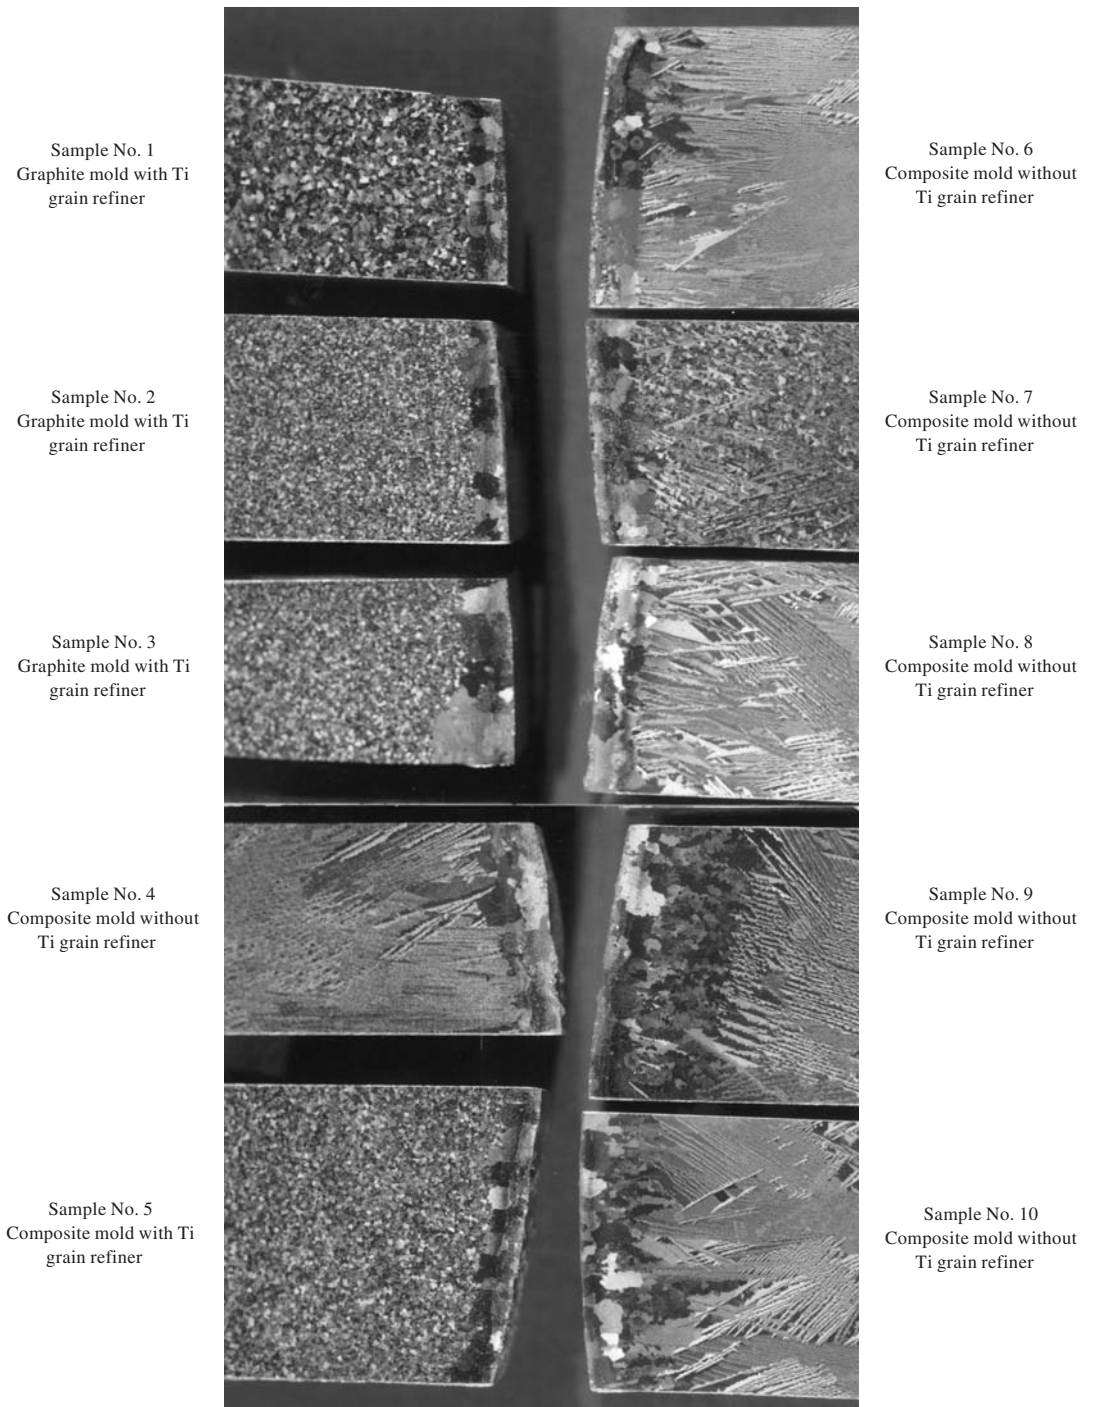 Sample No. 1
Graphite mold with Ti
grain refiner
Sample No. 2
Graphite mold with Ti
grain refiner
Sample No. 3
Graphite mold with Ti
grain refiner
Sample No. 4
Composite mold without
Ti grain refiner
Sample No. 5
Composite mold with Ti
grain refiner
Sample No. 6
Composite mold without
Ti grain refiner
Sample No. 7
Composite mold without
Ti grain refiner
Sample No. 8
Composite mold without
Ti grain refiner
Sample No. 9
Composite mold without
Ti grain refiner
Sample No. 10
Composite mold without
Ti grain refiner